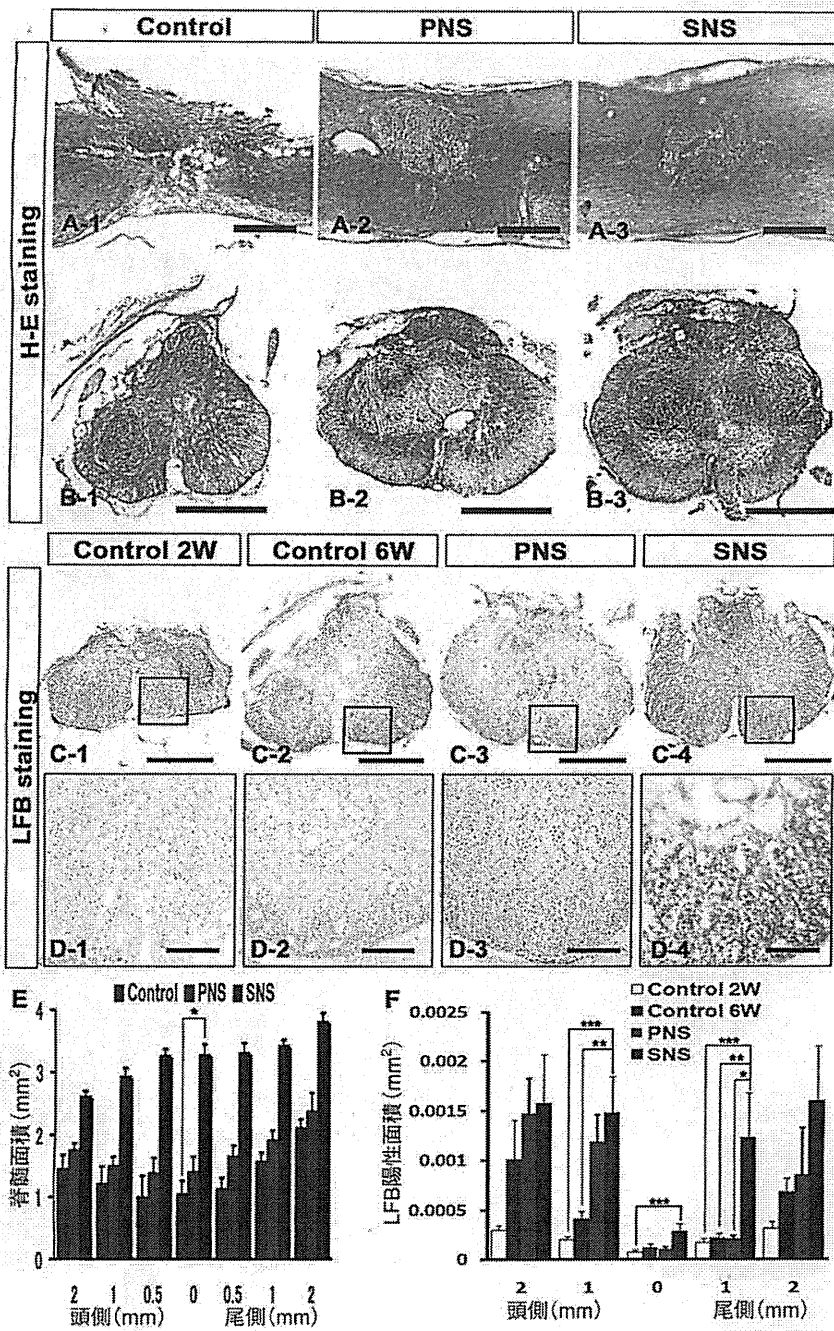 Control PNS SNS
H-E staining
A-1 A-2 A-3
B-1 B-2 B-3
Control 2W Control 6W PNS SNS
LFB staining
C-1 C-2 C-3 C-4
D-1 D-2 D-3 D-4
E
Control PNS SNS
*
脊髄面積(mm²)
4
3
2
1
0
2 1 0.5 0 0.5 1 2
頭側(mm) 尾側(mm)
F
Control 2W
Control 6W
PNS
SNS
***
**
***
***
**
*
LFB陽性面積(mm²)
0.0025
0.002
0.0015
0.001
0.0005
0
2 1 0 1 2
頭側(mm) 尾側(mm)